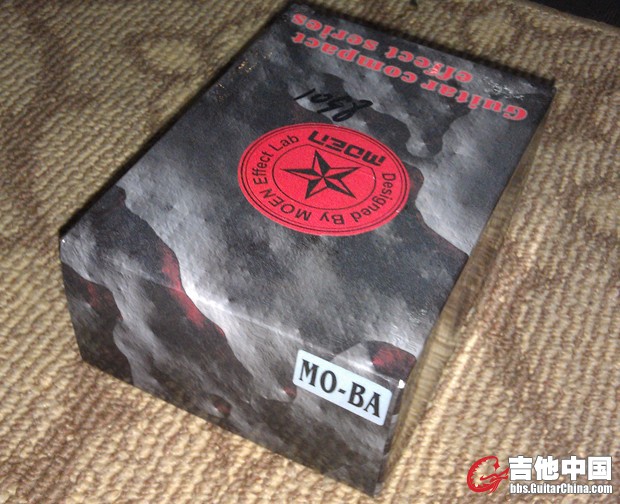 Guitar compact
effect series
MOEN
Designed By MOEN Effect Lab
MO-BA
吉他中国
bbs.GuitarChina.com